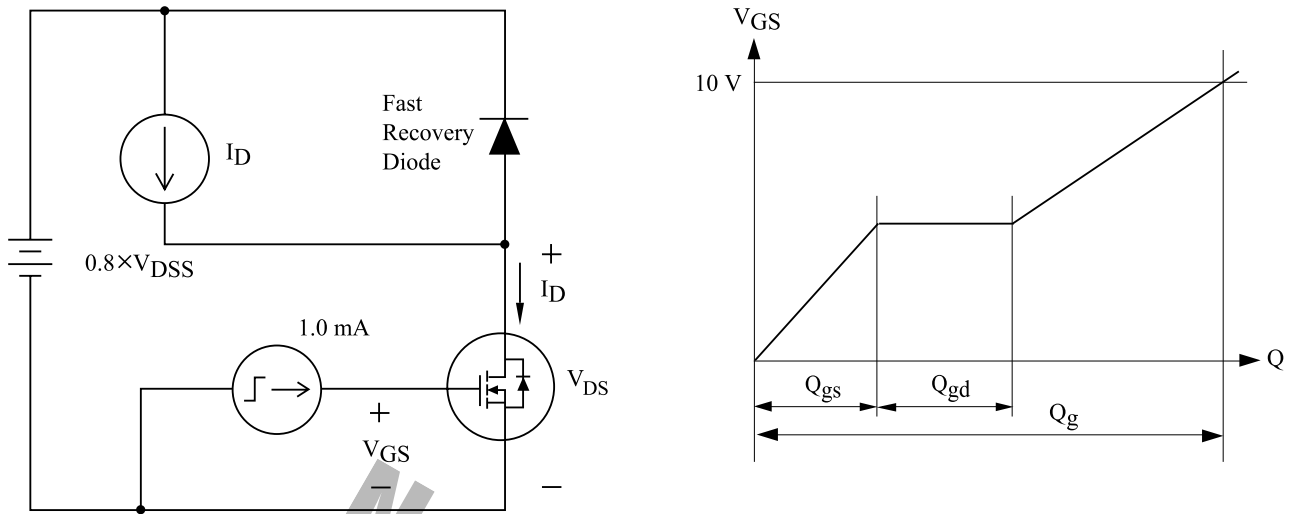 I_D
Fast
Recovery
Diode
0.8×V_DSS
+
I_D
1.0 mA
V_DS
+
V_GS
−
−
V_GS
10 V
Q
Q_gs
Q_gd
Q_g